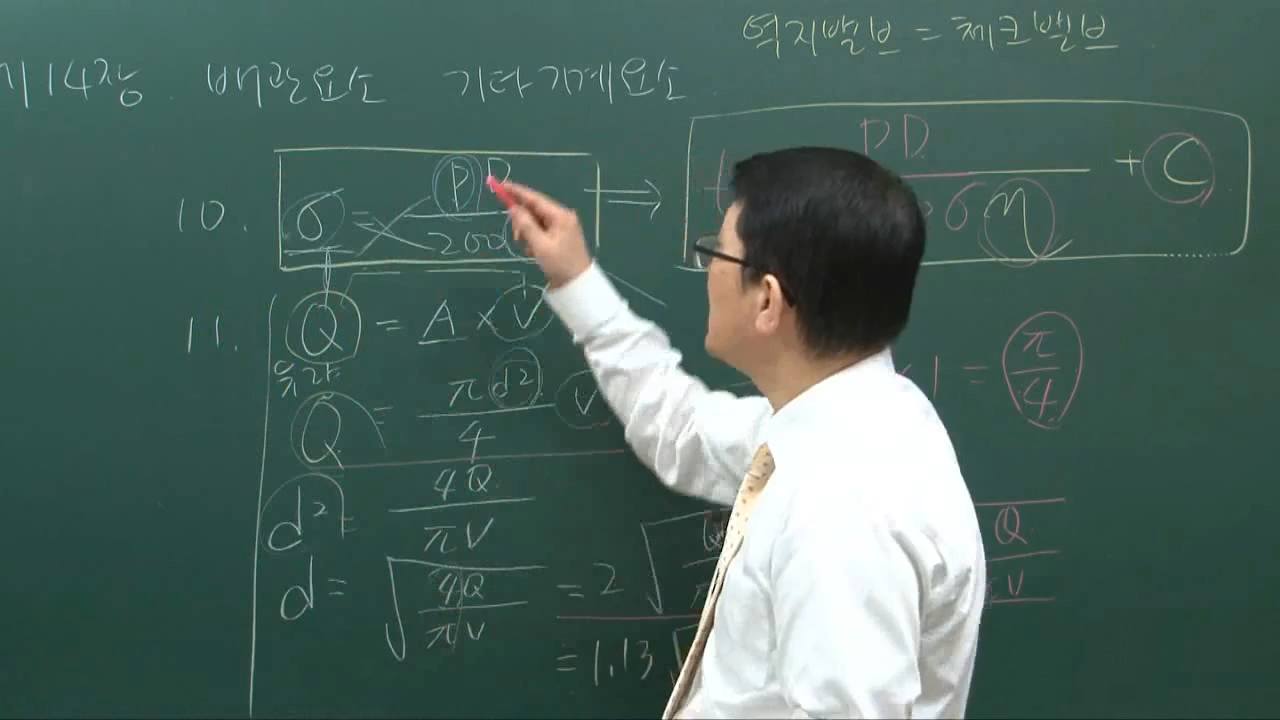 역지밸브 = 체크밸브
제14장 배관요소 기타기계요소
10. σ = PD / 200 ⇒ PD / σ η + C
11. Q = A × V
유량
Q = πd² / 4 V 1 = π / 4
d² = 4Q / πV
d = √(4Q / πV) = 2 √ Q / V
= 1.13 √